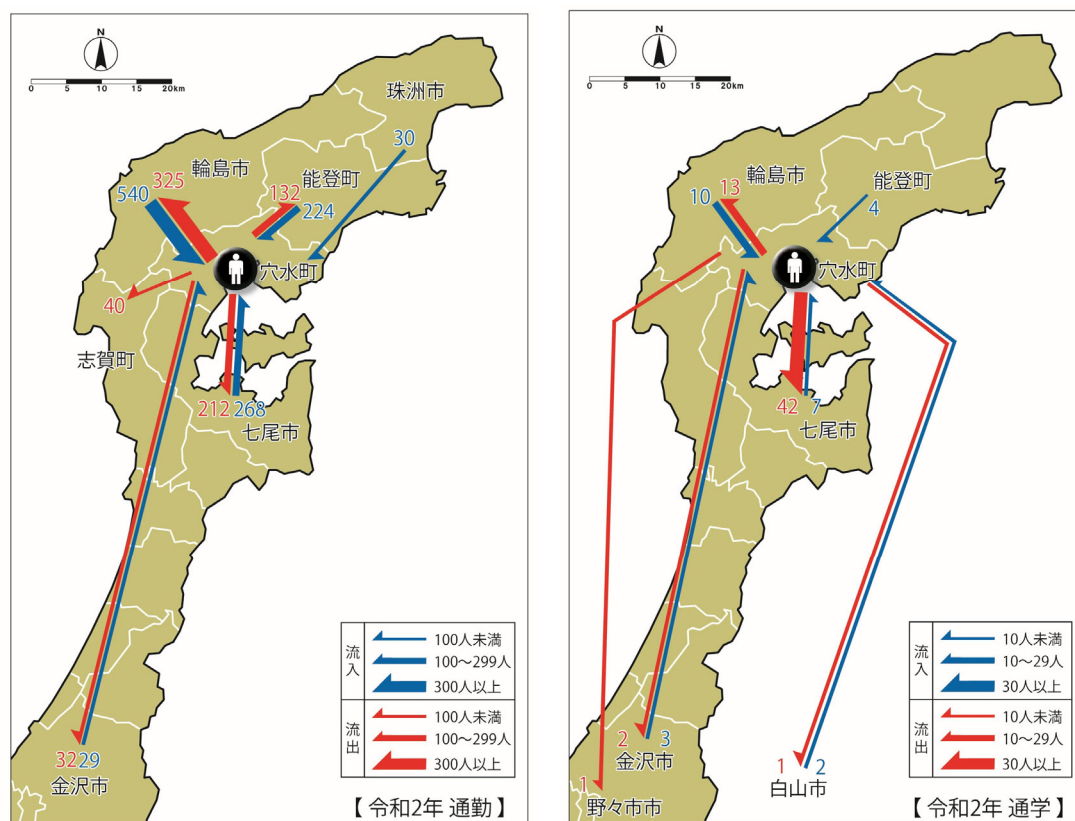 N
0 5 10 20km
珠洲市
30
輪島市
能登町
325
540
132
224
穴水町
40
志賀町
212 268
七尾市
32 29
金沢市
流入
100人未満
100～299人
300人以上
流出
100人未満
100～299人
300人以上
【 令和2年 通勤 】
N
0 5 10 20km
輪島市
能登町
13
10
4
穴水町
42
7
七尾市
2 3
金沢市
1
野々市市
1 2
白山市
流入
10人未満
10～29人
30人以上
流出
10人未満
10～29人
30人以上
【 令和2年 通学 】